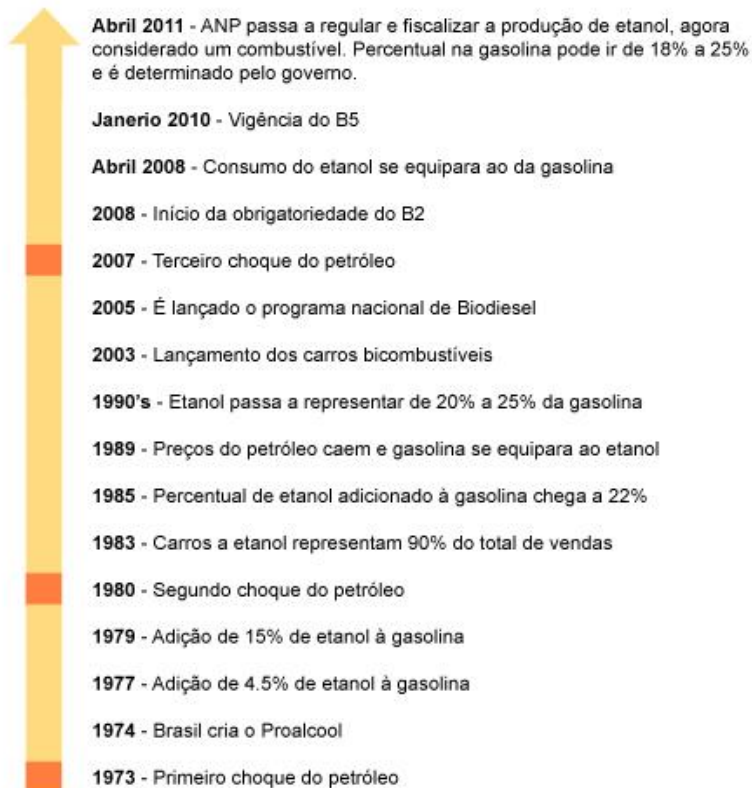 Abril 2011 - ANP passa a regular e fiscalizar a produção de etanol, agora
considerado um combustível. Percentual na gasolina pode ir de 18% a 25%
e é determinado pelo governo.
Janerio 2010 - Vigência do B5
Abril 2008 - Consumo do etanol se equipara ao da gasolina
2008 - Início da obrigatoriedade do B2
2007 - Terceiro choque do petróleo
2005 - É lançado o programa nacional de Biodiesel
2003 - Lançamento dos carros bicombustíveis
1990's - Etanol passa a representar de 20% a 25% da gasolina
1989 - Preços do petróleo caem e gasolina se equipara ao etanol
1985 - Percentual de etanol adicionado à gasolina chega a 22%
1983 - Carros a etanol representam 90% do total de vendas
1980 - Segundo choque do petróleo
1979 - Adição de 15% de etanol à gasolina
1977 - Adição de 4.5% de etanol à gasolina
1974 - Brasil cria o Proalcool
1973 - Primeiro choque do petróleo